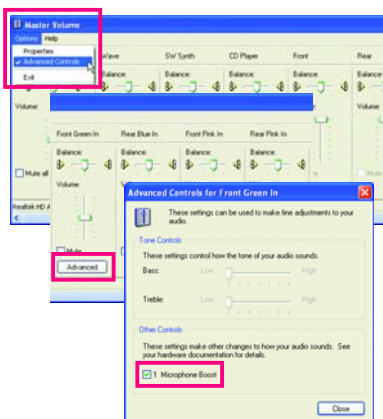 Master Volume
Options Help
Properties
Advanced Controls
Exit
Wave
SW Synth
CD Player
Front
Rear
Balance:
Balance:
Balance:
Balance:
Balance:
Volume:
Mute all
Realtek HD A
Front Green In
Rear Blue In
Front Pink In
Rear Pink In
Balance:
Balance:
Balance:
Balance:
Volume:
Mute
Advanced
Advanced Controls for Front Green In
These settings can be used to make fine adjustments to your
audio.
Tone Controls
These settings control how the tone of your audio sounds.
Bass:
Low
High
Treble:
Low
High
Other Controls
These settings make other changes to how your audio sounds. See
your hardware documentation for details.
1 Microphone Boost
Close